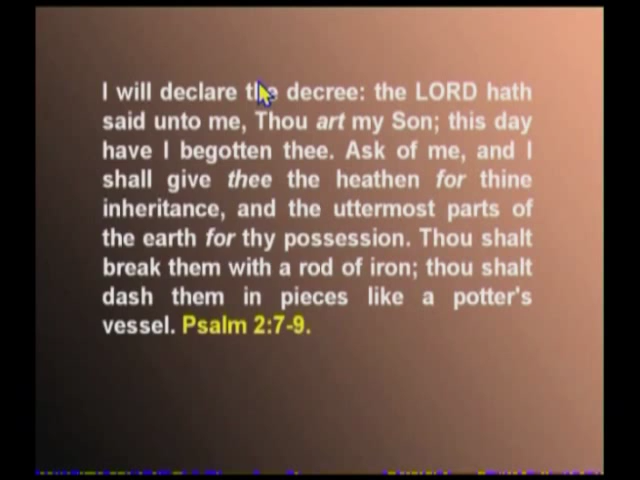 I will declare the decree: the LORD hath
said unto me, Thou art my Son; this day
have I begotten thee. Ask of me, and I
shall give thee the heathen for thine
inheritance, and the uttermost parts of
the earth for thy possession. Thou shalt
break them with a rod of iron; thou shalt
dash them in pieces like a potter's
vessel. Psalm 2:7-9.